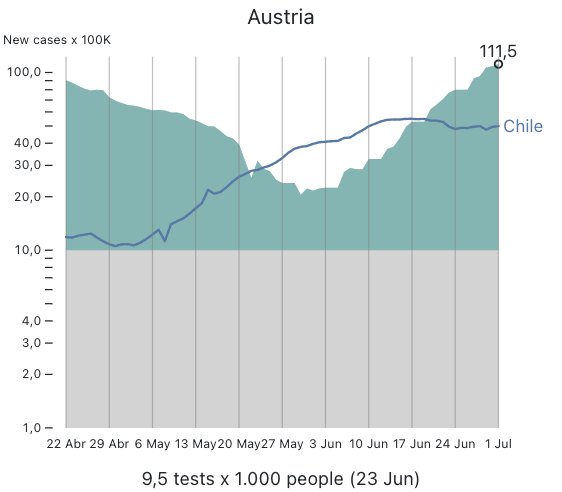 Austria
New cases x 100K
111,5
100,0
Chile
40,0
30,0
20,0
10,0
4,0
3,0
2,0
1,0
22 Abr 29 Abr 6 May 13 May 20 May 27 May 3 Jun 10 Jun 17 Jun 24 Jun 1 Jul
9,5 tests x 1.000 people (23 Jun)